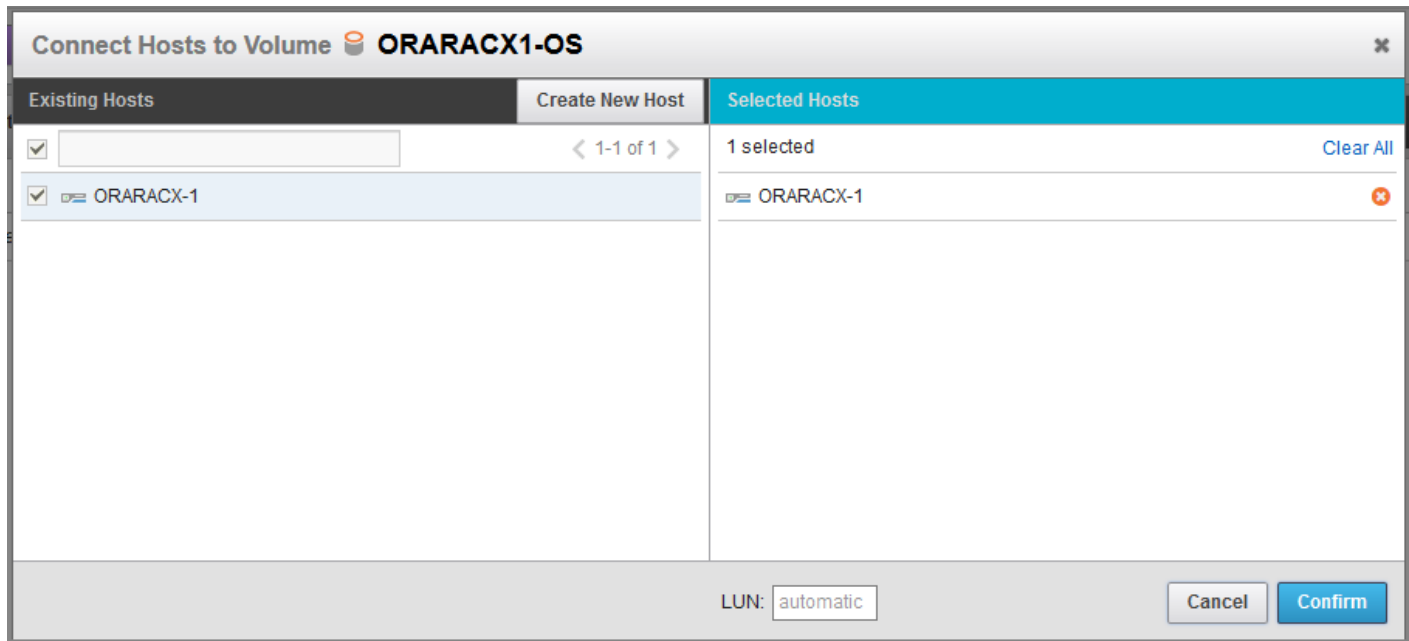 Connect Hosts to Volume ORARACX1-OS
Existing Hosts
Create New Host
Selected Hosts
1-1 of 1
1 selected
Clear All
ORARACX-1
ORARACX-1
LUN: automatic
Cancel
Confirm